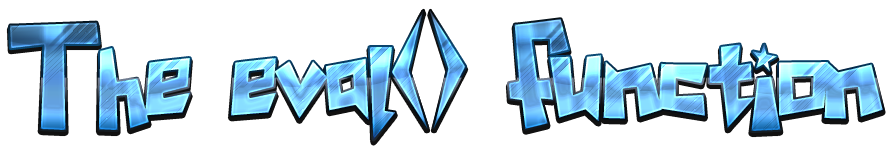 The eval() function